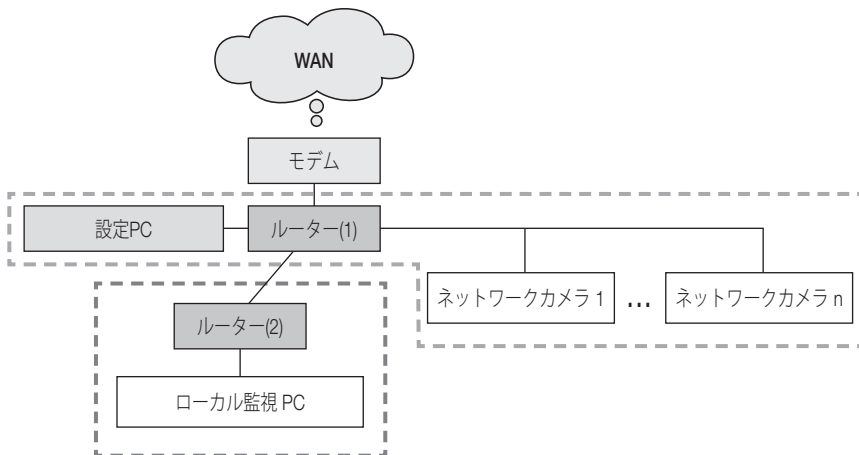 WAN
モデム
設定PC
ルーター(1)
ネットワークカメラ 1
...
ネットワークカメラ n
ルーター(2)
ローカル監視 PC